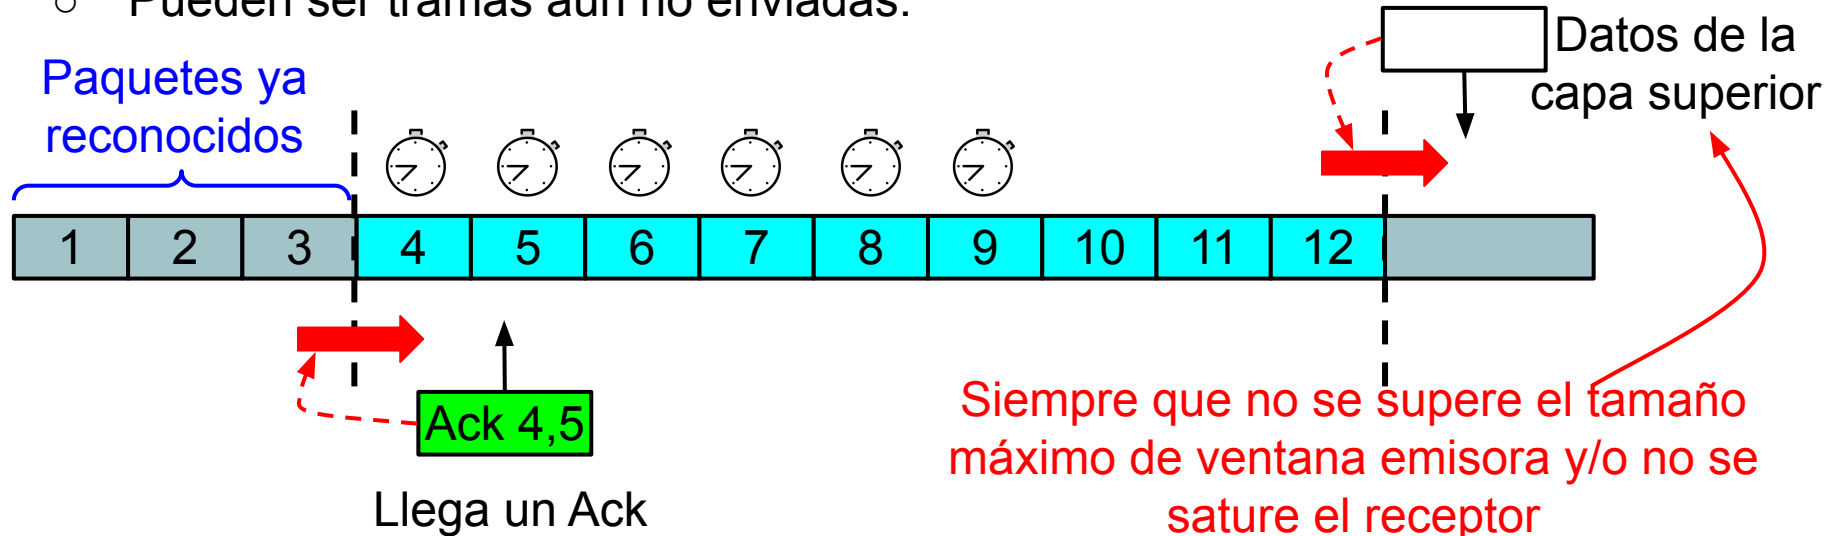 ○ Pueden ser tramas aún no enviadas.
Datos de la
capa superior
Paquetes ya
reconocidos
1 2 3 4 5 6 7 8 9 10 11 12
Ack 4,5
Llega un Ack
Siempre que no se supere el tamaño
máximo de ventana emisora y/o no se
sature el receptor